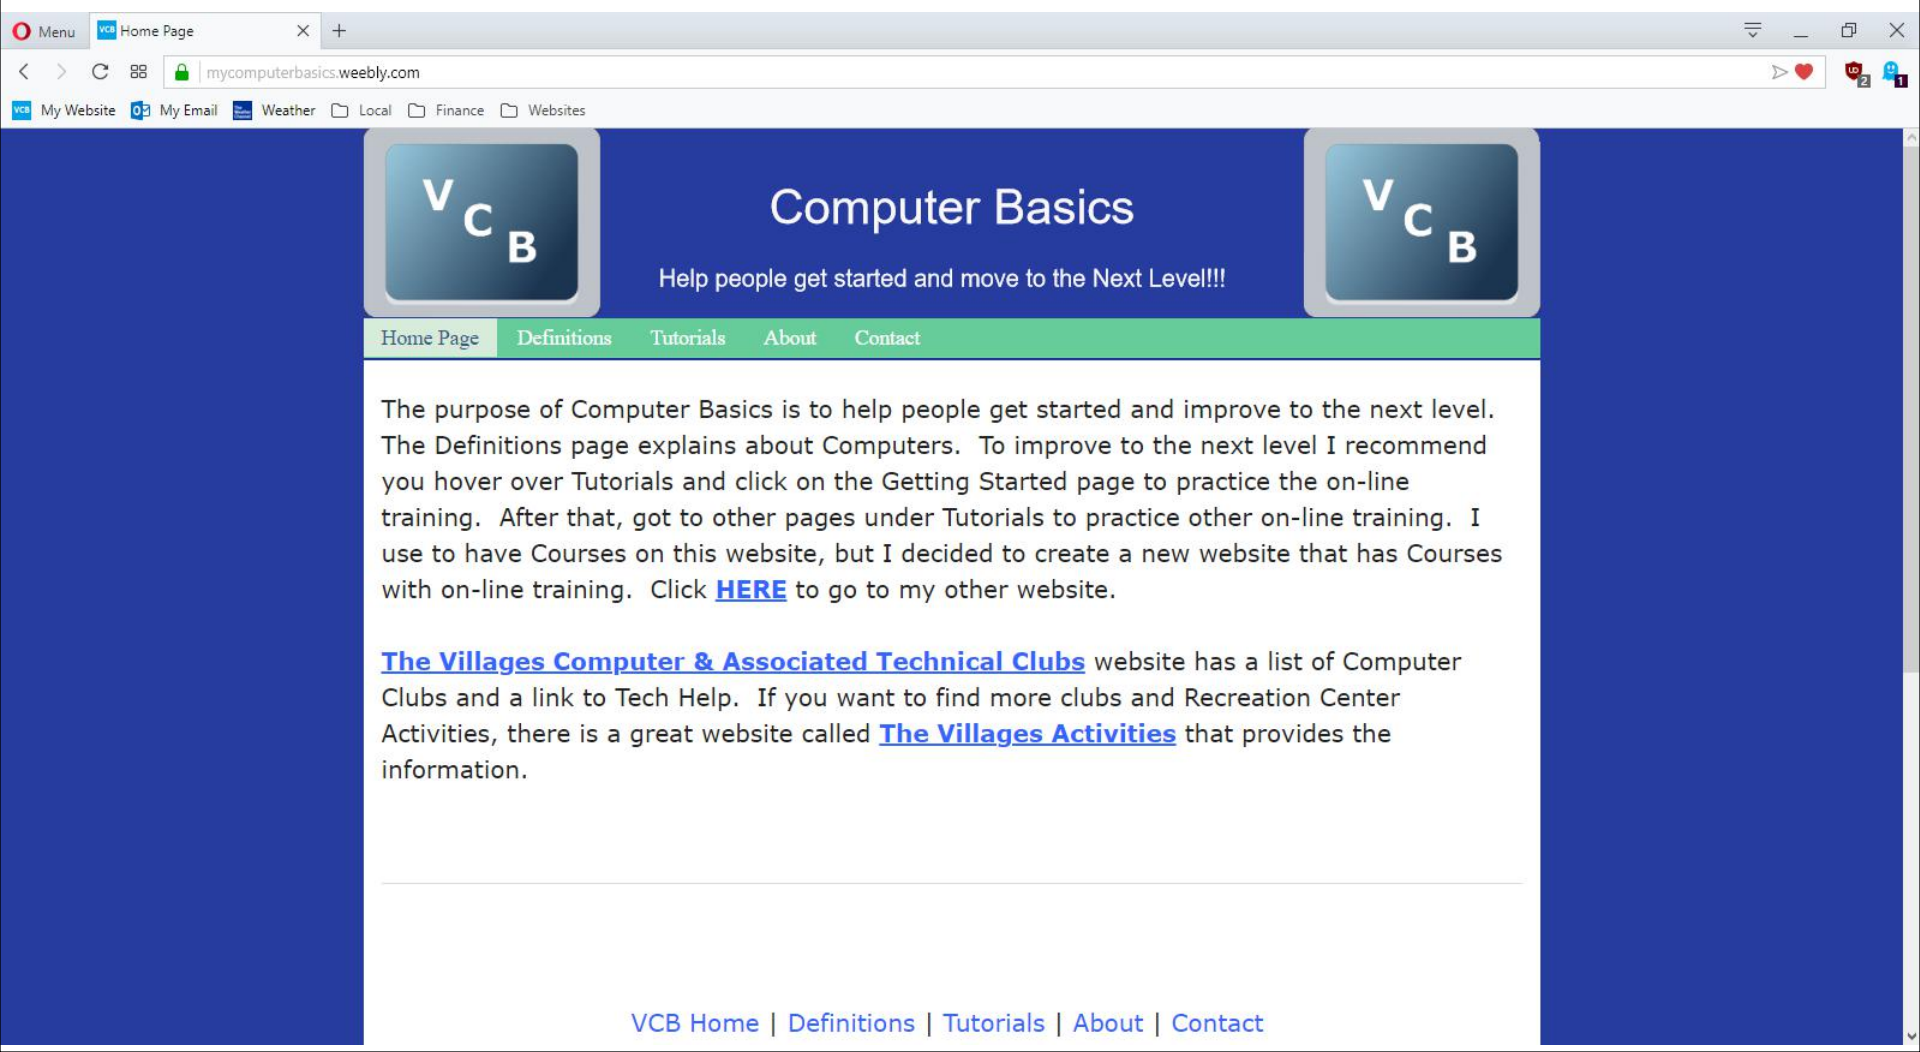 Menu
Home Page
mycomputerbasics.weebly.com
2
1
My Website My Email Weather Local Finance Websites
V C B
Computer Basics
Help people get started and move to the Next Level!!!
V C B
Home Page Definitions Tutorials About Contact
The purpose of Computer Basics is to help people get started and improve to the next level.
The Definitions page explains about Computers. To improve to the next level I recommend
you hover over Tutorials and click on the Getting Started page to practice the on-line
training. After that, got to other pages under Tutorials to practice other on-line training. I
use to have Courses on this website, but I decided to create a new website that has Courses
with on-line training. Click HERE to go to my other website.
The Villages Computer & Associated Technical Clubs website has a list of Computer
Clubs and a link to Tech Help. If you want to find more clubs and Recreation Center
Activities, there is a great website called The Villages Activities that provides the
information.
VCB Home | Definitions | Tutorials | About | Contact